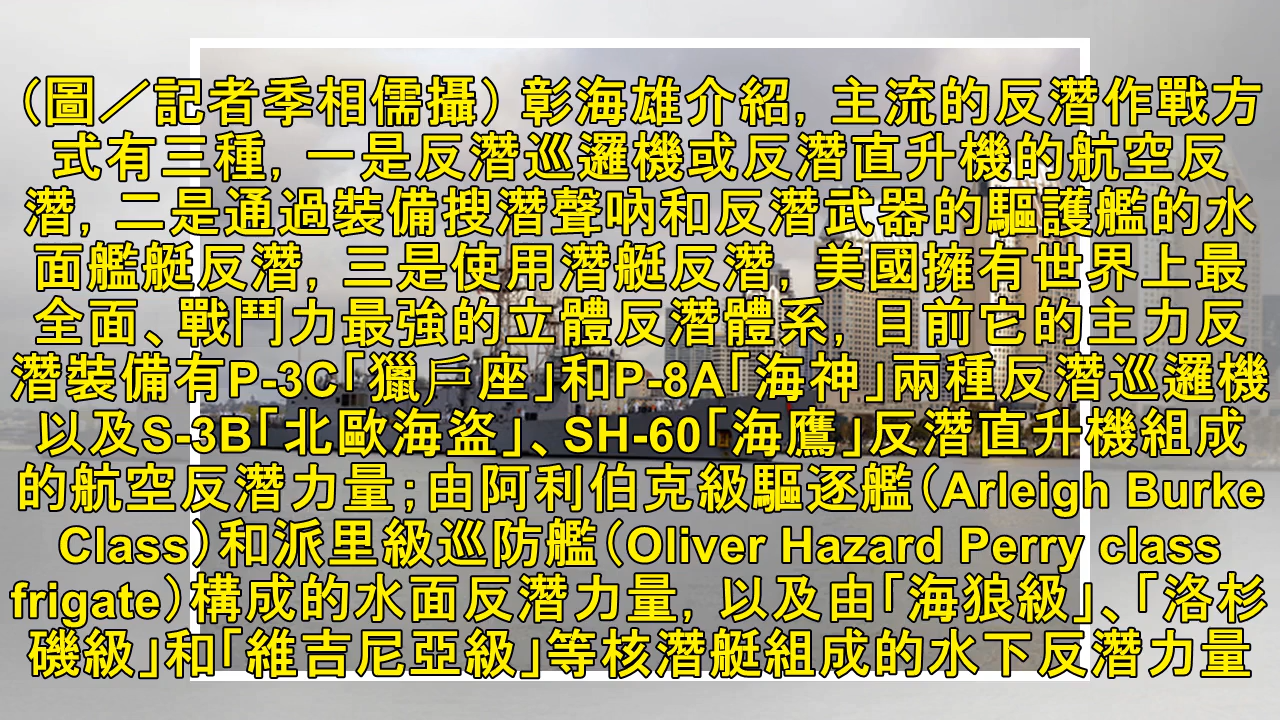 （圖／記者季相儒攝）彰海雄介紹，主流的反潛作戰方
式有三種，一是反潛巡邏機或反潛直升機的航空反
潛，二是通過裝備搜潛聲吶和反潛武器的驅護艦的水
面艦艇反潛，三是使用潛艇反潛，美國擁有世界上最
全面、戰鬥力最強的立體反潛體系，目前它的主力反
潛裝備有P-3C「獵戶座」和P-8A「海神」兩種反潛巡邏機
以及S-3B「北歐海盜」、SH-60「海鷹」反潛直升機組成
的航空反潛力量；由阿利伯克級驅逐艦（Arleigh Burke
Class）和派里級巡防艦（Oliver Hazard Perry class
frigate）構成的水面反潛力量，以及由「海狼級」、「洛杉
磯級」和「維吉尼亞級」等核潛艇組成的水下反潛力量